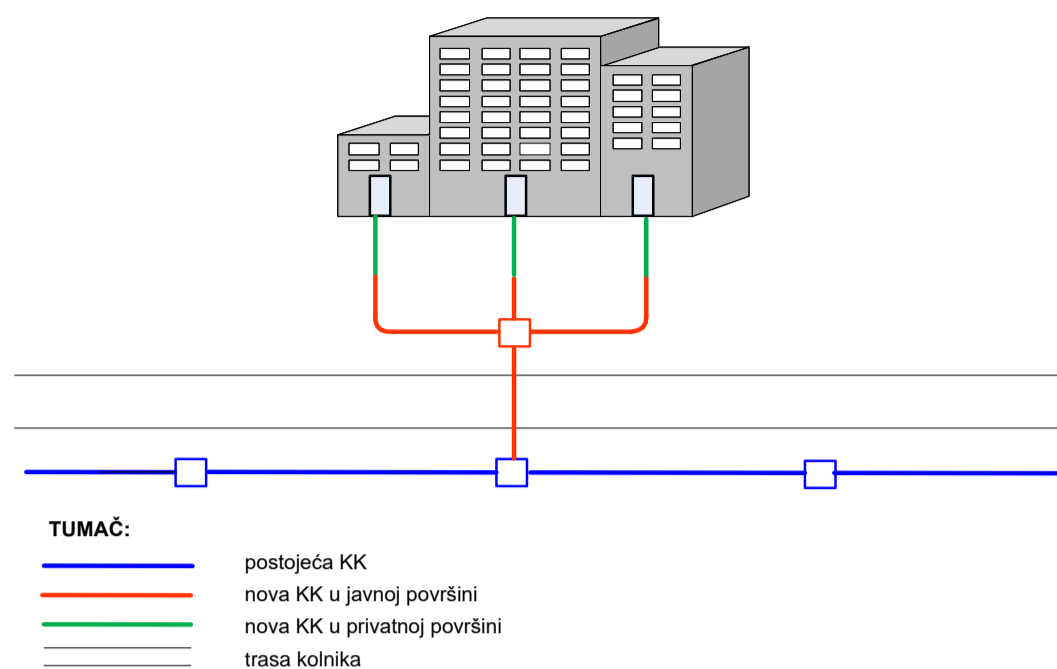 TUMAČ:
postojeća KK
nova KK u javnoj površini
nova KK u privatnoj površini
trasa kolnika